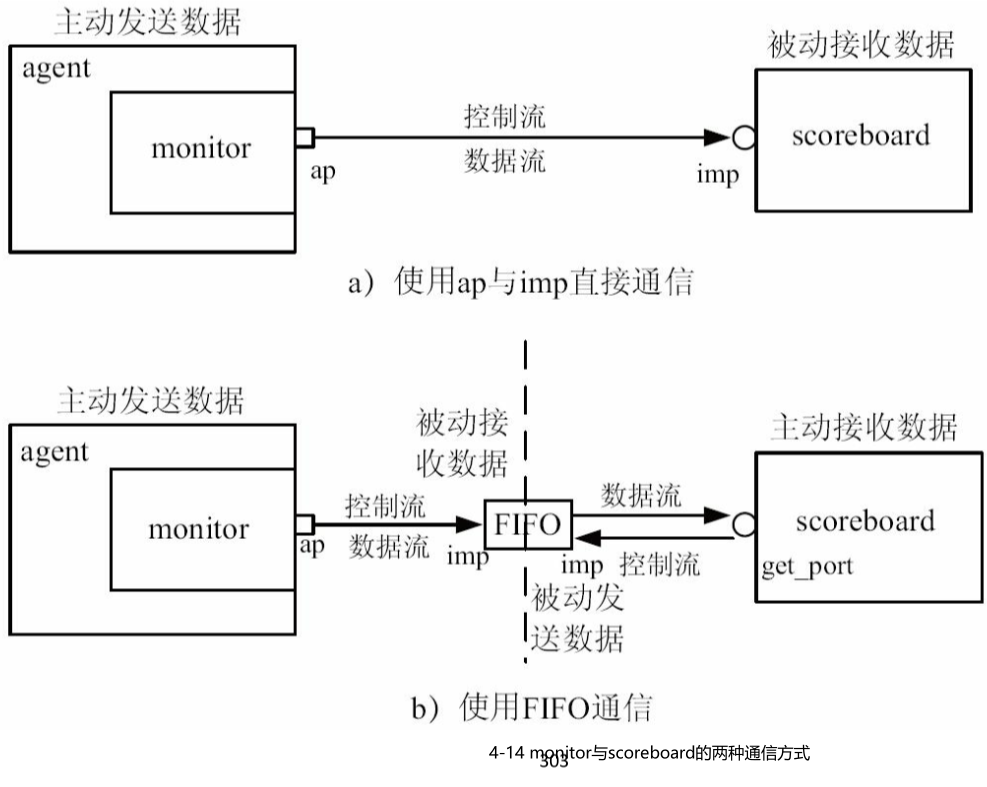 主动发送数据
被动接收数据
agent
monitor
控制流
scoreboard
数据流
ap
imp
a）使用ap与imp直接通信
主动发送数据
被动接
收数据
主动接收数据
agent
monitor
控制流
数据流
ap
imp
FIFO
数据流
imp 控制流
scoreboard
get_port
被动发
送数据
b）使用FIFO通信
4-14 monitor与scoreboard的两种通信方式
303